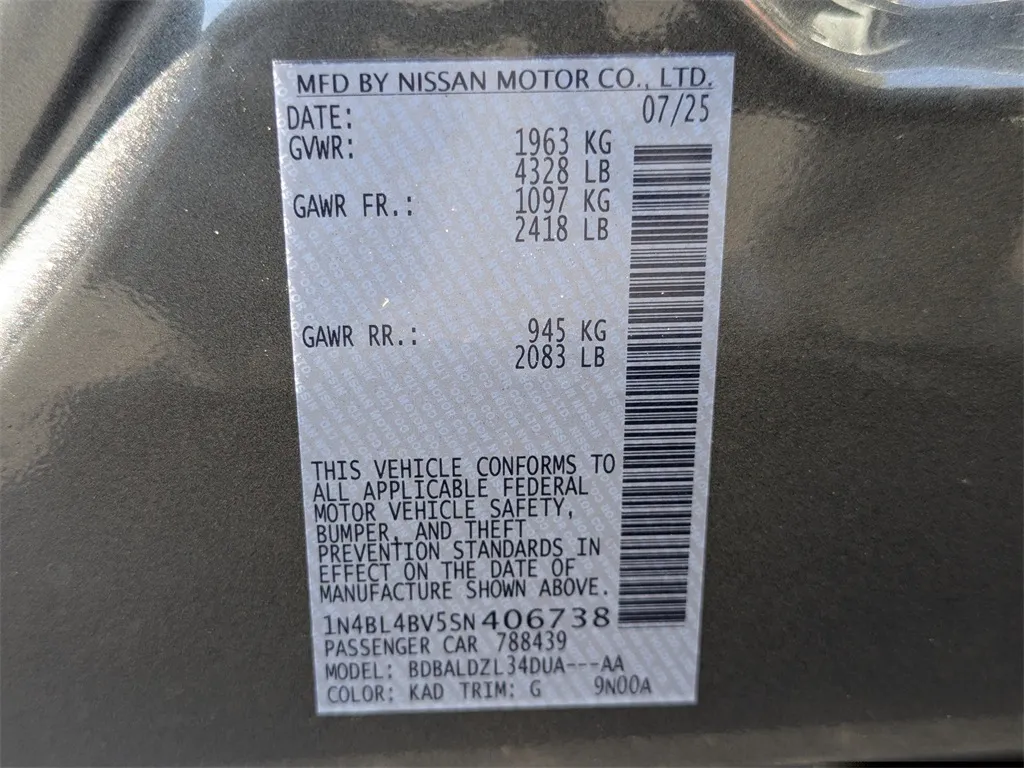 MFD BY NISSAN MOTOR CO., LTD.
DATE: 07/25
GVWR: 1963 KG
4328 LB
GAWR FR.: 1097 KG
2418 LB
GAWR RR.: 945 KG
2083 LB
THIS VEHICLE CONFORMS TO
ALL APPLICABLE FEDERAL
MOTOR VEHICLE SAFETY,
BUMPER, AND THEFT
PREVENTION STANDARDS IN
EFFECT ON THE DATE OF
MANUFACTURE SHOWN ABOVE.
1N4BL4BV5SN406738
PASSENGER CAR 788439
MODEL: BDBALDZL34DUA---AA
COLOR: KAD TRIM: G 9N00A